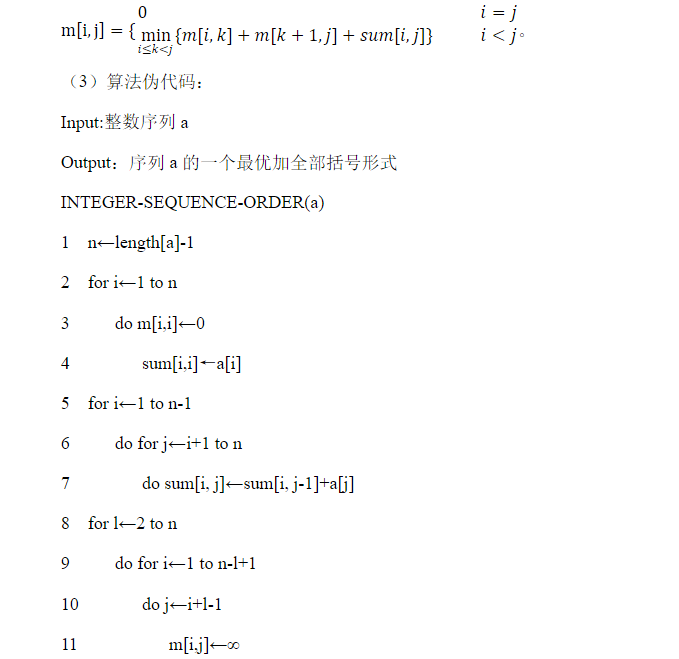 0 i = j
m[i,j] = { min {m[i,k] + m[k + 1,j] + sum[i,j]} i < j。
i≤k<j
（3）算法伪代码：
Input:整数序列 a
Output：序列 a 的一个最优加全部括号形式
INTEGER-SEQUENCE-ORDER(a)
1 n←length[a]-1
2 for i←1 to n
3 do m[i,i]←0
4 sum[i,i]←a[i]
5 for i←1 to n-1
6 do for j←i+1 to n
7 do sum[i, j]←sum[i, j-1]+a[j]
8 for l←2 to n
9 do for i←1 to n-l+1
10 do j←i+l-1
11 m[i,j]←∞